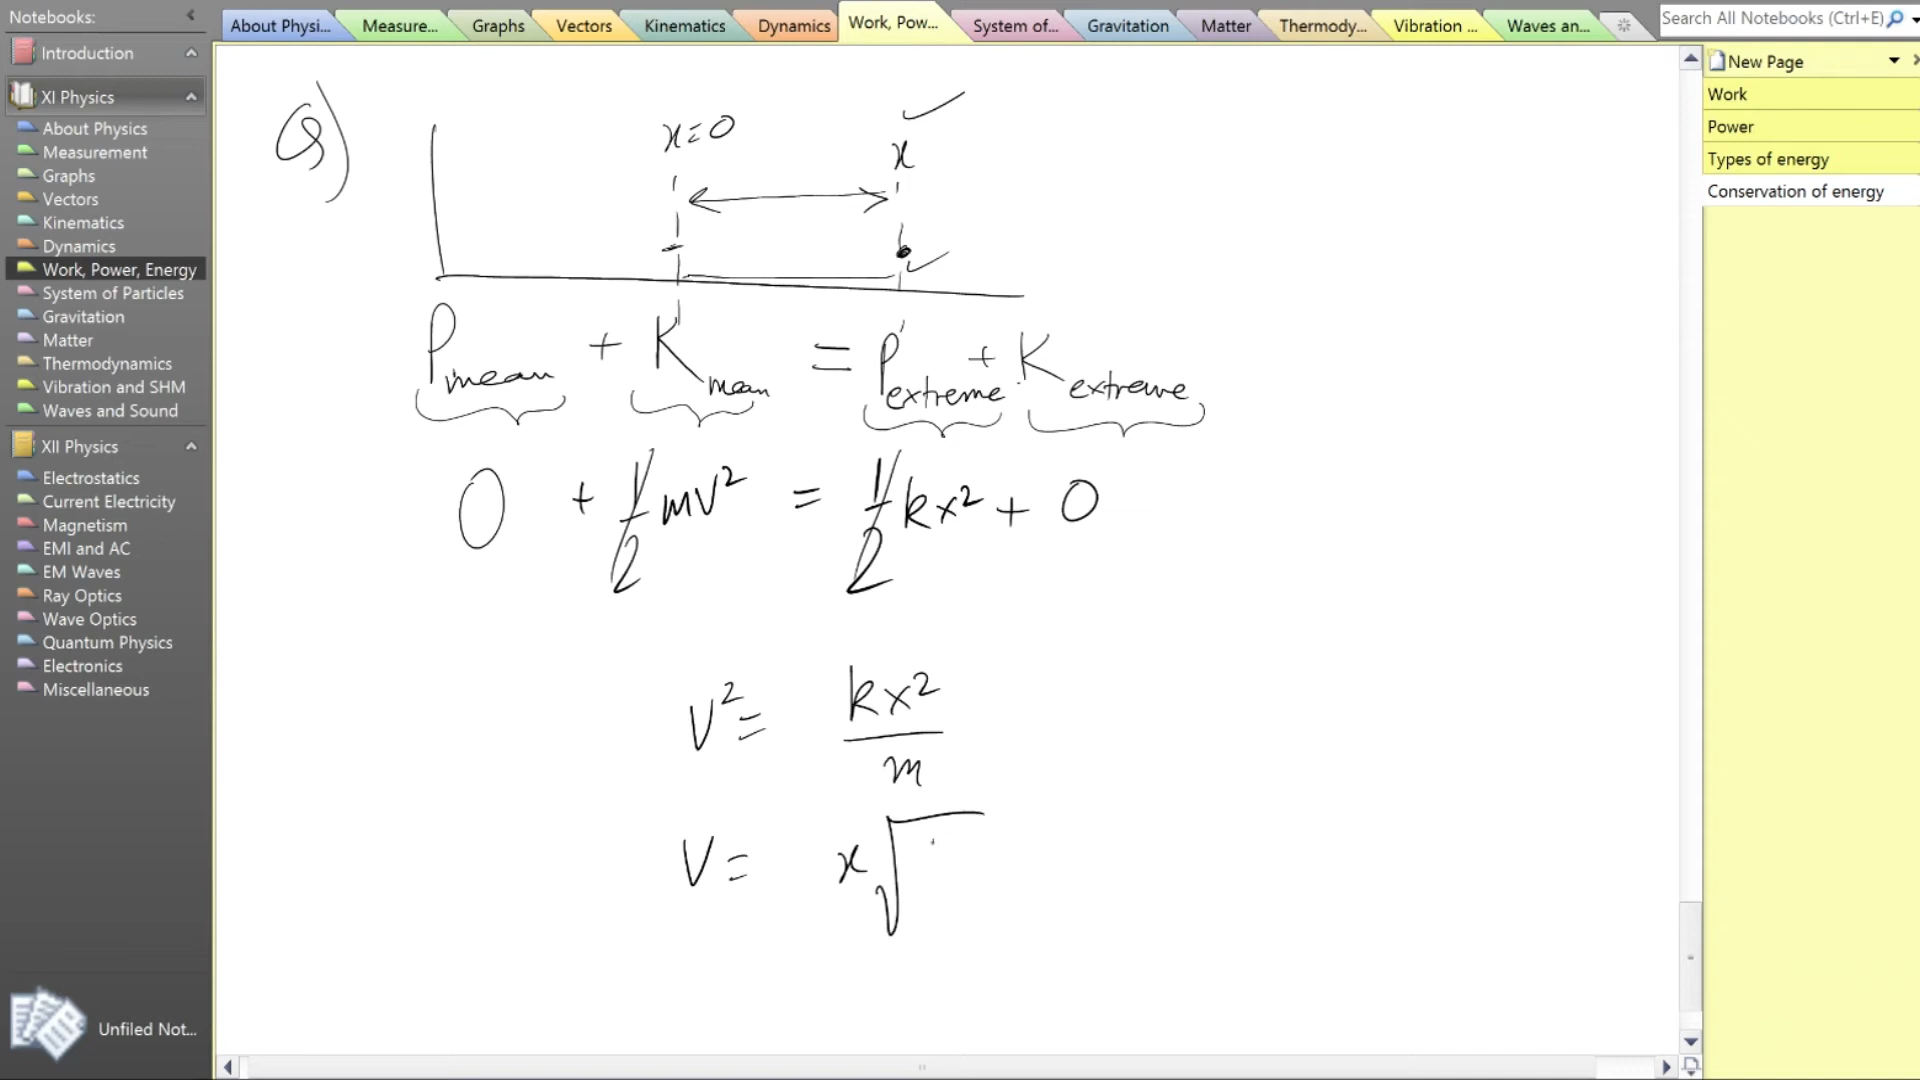 Notebooks:
Introduction
XI Physics
About Physics
Measurement
Graphs
Vectors
Kinematics
Dynamics
Work, Power, Energy
System of Particles
Gravitation
Matter
Thermodynamics
Vibration and SHM
Waves and Sound
XII Physics
Electrostatics
Current Electricity
Magnetism
EMI and AC
EM Waves
Ray Optics
Wave Optics
Quantum Physics
Electronics
Miscellaneous
Unfiled Not...
About Physi... Measure... Graphs Vectors Kinematics Dynamics Work, Pow... System of... Gravitation Matter Thermody... Vibration ... Waves an...
Search All Notebooks (Ctrl+E)
Q)
x=0 x
P mean + K mean = P extreme + K extreme
0 + 1/2 mv² = 1/2 kx² + 0
v² = kx²/m
v = x√
New Page
Work
Power
Types of energy
Conservation of energy